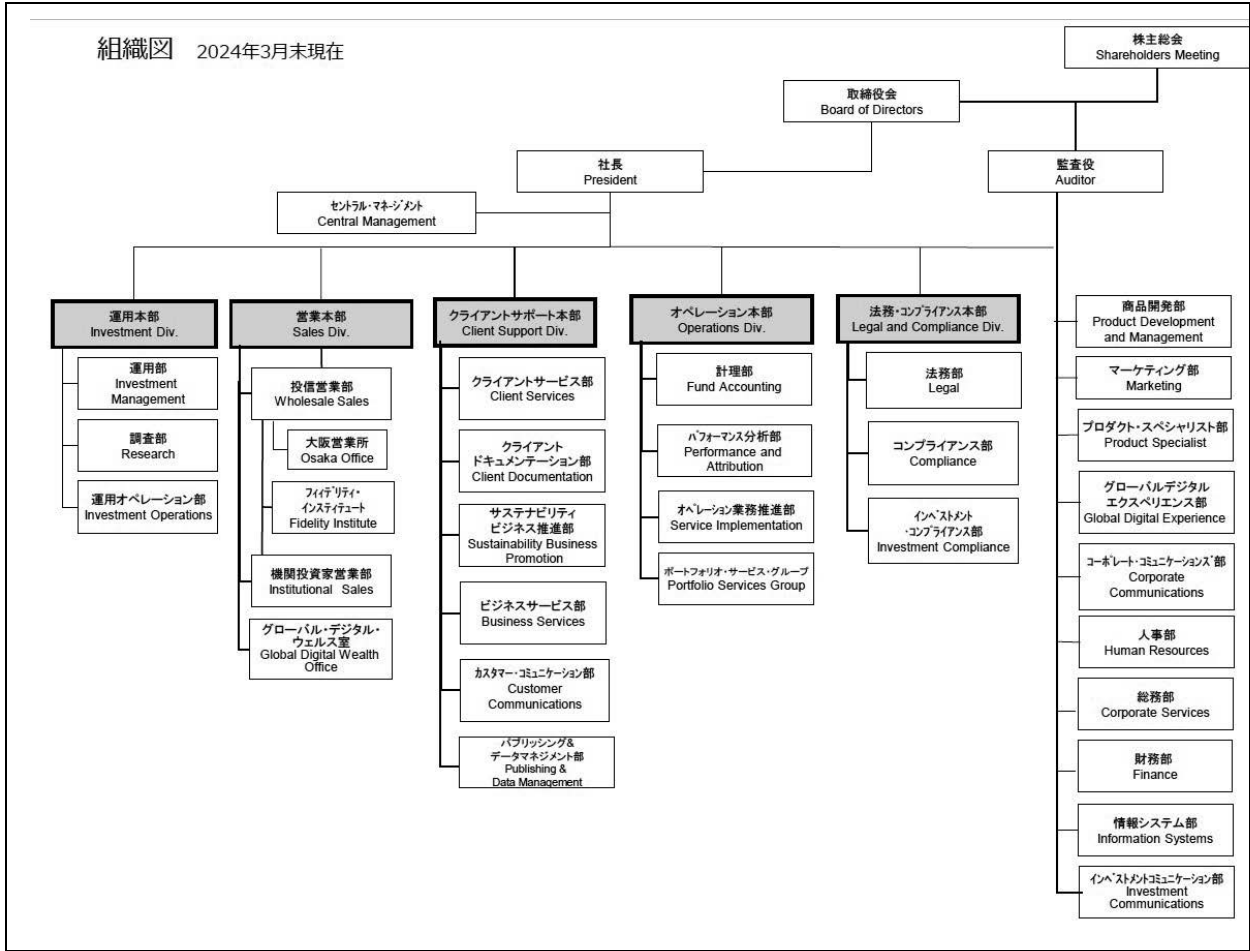 組織図 2024年3月末現在
株主総会
Shareholders Meeting
取締役会
Board of Directors
社長
President
監査役
Auditor
セントラル・マネージメント
Central Management
運用本部
Investment Div.
運用部
Investment
Management
調査部
Research
運用オペレーション部
Investment Operations
営業本部
Sales Div.
投信営業部
Wholesale Sales
大阪営業所
Osaka Office
フィデリティ・
インスティテュート
Fidelity Institute
機関投資家営業部
Institutional Sales
グローバル・デジタル・
ウェルス室
Global Digital Wealth
Office
クライアントサポート本部
Client Support Div.
クライアントサービス部
Client Services
クライアント
ドキュメンテーション部
Client Documentation
サステナビリティ
ビジネス推進部
Sustainability Business
Promotion
ビジネスサービス部
Business Services
カスタマー・コミュニケーション部
Customer
Communications
パブリッシング&
データマネジメント部
Publishing &
Data Management
オペレーション本部
Operations Div.
計理部
Fund Accounting
パフォーマンス分析部
Performance and
Attribution
オペレーション業務推進部
Service Implementation
ポートフォリオ・サービス・グループ
Portfolio Services Group
法務・コンプライアンス本部
Legal and Compliance Div.
法務部
Legal
コンプライアンス部
Compliance
インベストメント
・コンプライアンス部
Investment Compliance
商品開発部
Product Development
and Management
マーケティング部
Marketing
プロダクト・スペシャリスト部
Product Specialist
グローバルデジタル
エクスペリエンス部
Global Digital Experience
コーポレート・コミュニケーションズ部
Corporate
Communications
人事部
Human Resources
総務部
Corporate Services
財務部
Finance
情報システム部
Information Systems
インベストメントコミュニケーション部
Investment
Communications